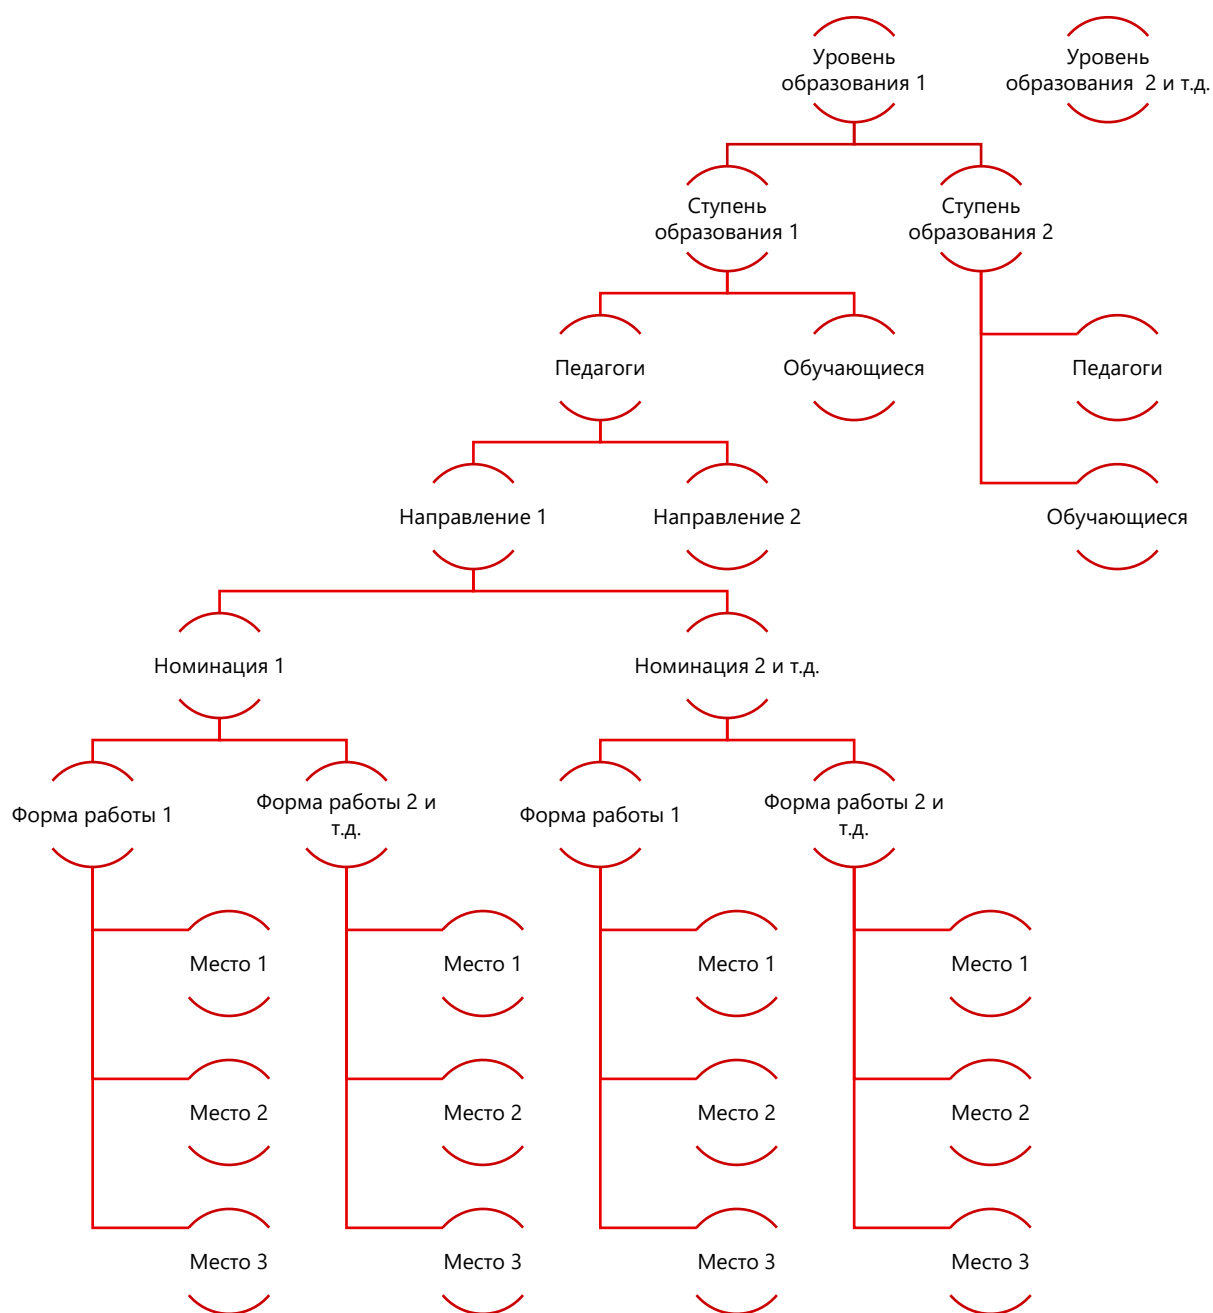 Уровень
образования 1
Уровень
образования 2 и т.д.
Ступень
образования 1
Ступень
образования 2
Педагоги
Обучающиеся
Педагоги
Направление 1
Направление 2
Обучающиеся
Номинация 1
Номинация 2 и т.д.
Форма работы 1
Форма работы 2 и
т.д.
Форма работы 1
Форма работы 2 и
т.д.
Место 1
Место 1
Место 1
Место 1
Место 2
Место 2
Место 2
Место 2
Место 3
Место 3
Место 3
Место 3